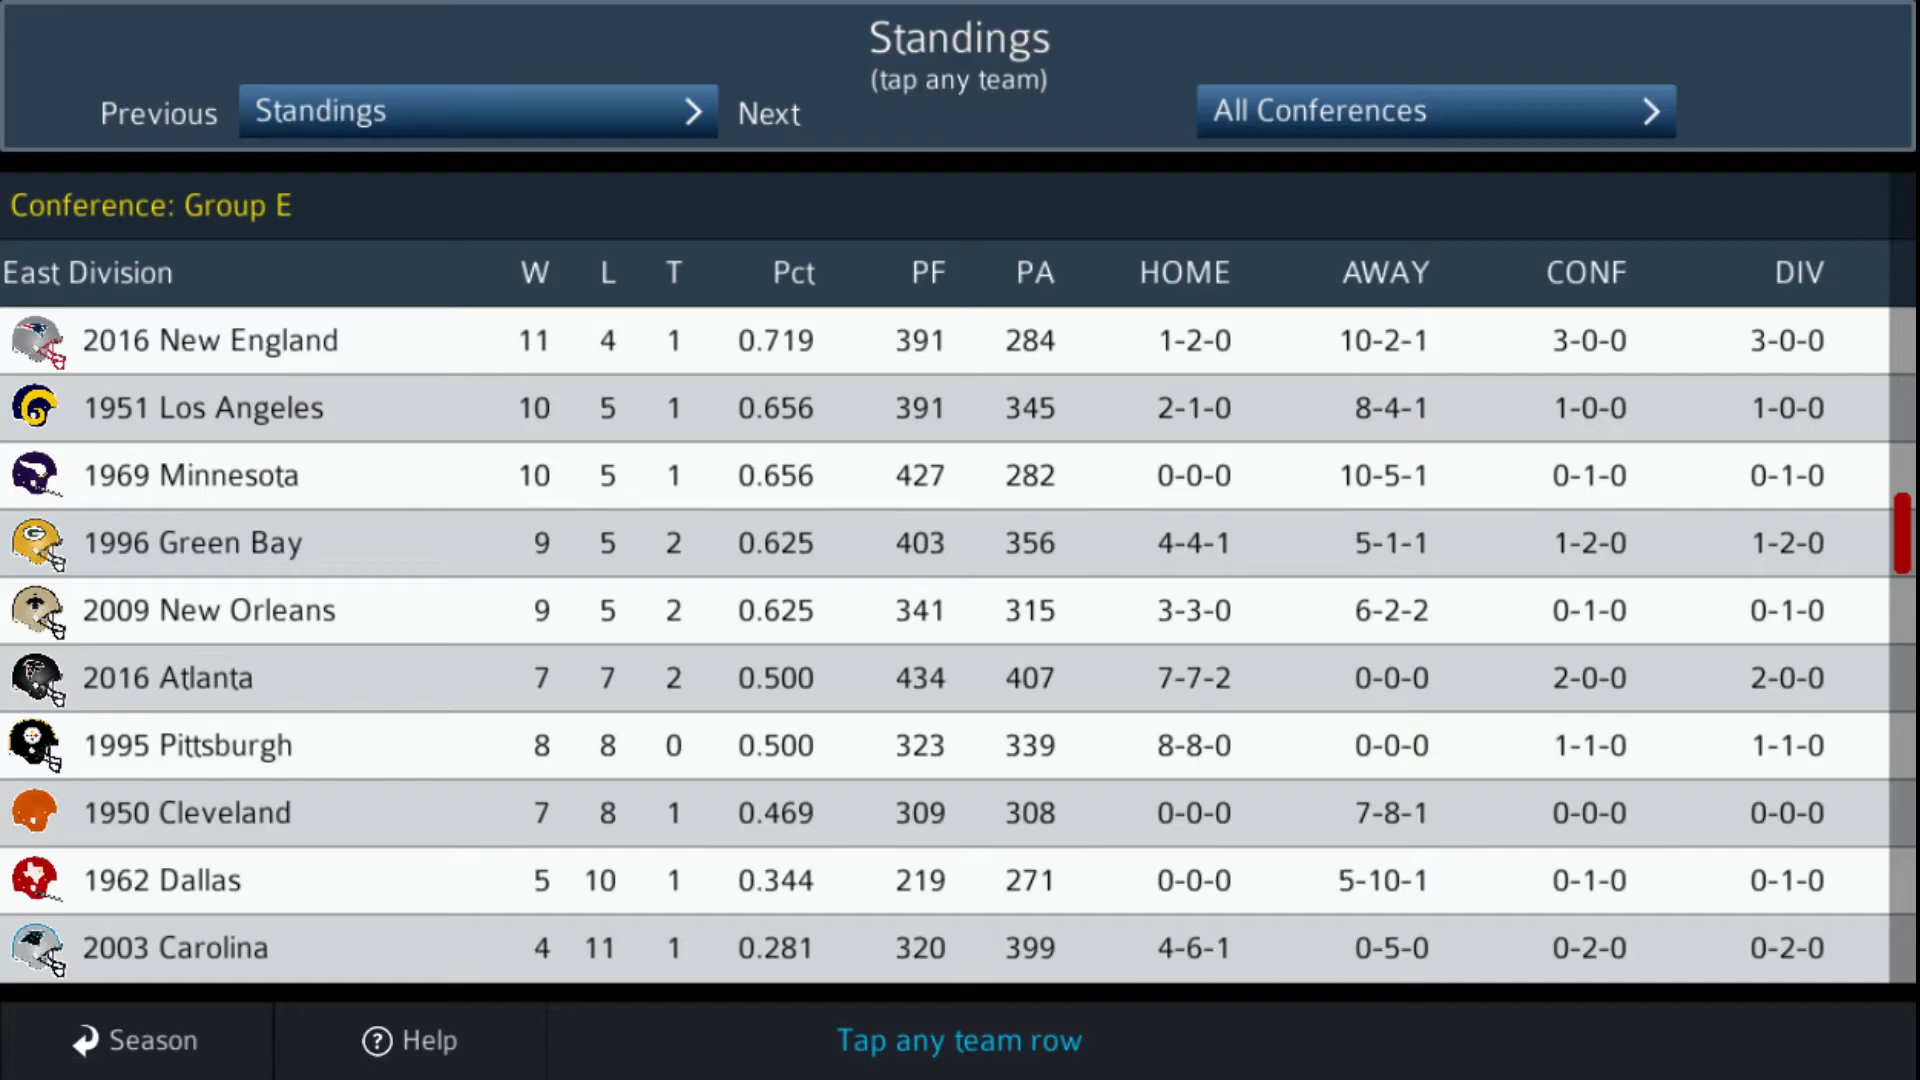 Standings
(tap any team)
Previous Standings Next All Conferences
Conference: Group E
East Division W L T Pct PF PA HOME AWAY CONF DIV
2016 New England 11 4 1 0.719 391 284 1-2-0 10-2-1 3-0-0 3-0-0
1951 Los Angeles 10 5 1 0.656 391 345 2-1-0 8-4-1 1-0-0 1-0-0
1969 Minnesota 10 5 1 0.656 427 282 0-0-0 10-5-1 0-1-0 0-1-0
1996 Green Bay 9 5 2 0.625 403 356 4-4-1 5-1-1 1-2-0 1-2-0
2009 New Orleans 9 5 2 0.625 341 315 3-3-0 6-2-2 0-1-0 0-1-0
2016 Atlanta 7 7 2 0.500 434 407 7-7-2 0-0-0 2-0-0 2-0-0
1995 Pittsburgh 8 8 0 0.500 323 339 8-8-0 0-0-0 1-1-0 1-1-0
1950 Cleveland 7 8 1 0.469 309 308 0-0-0 7-8-1 0-0-0 0-0-0
1962 Dallas 5 10 1 0.344 219 271 0-0-0 5-10-1 0-1-0 0-1-0
2003 Carolina 4 11 1 0.281 320 399 4-6-1 0-5-0 0-2-0 0-2-0
Season ? Help Tap any team row